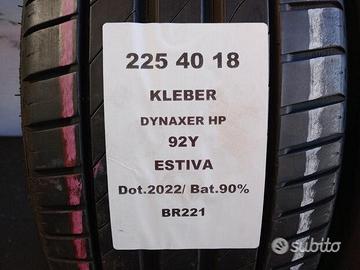 225 40 18
KLEBER
DYNAXER HP
92Y
ESTIVA
Dot.2022/ Bat.90%
BR221
subito